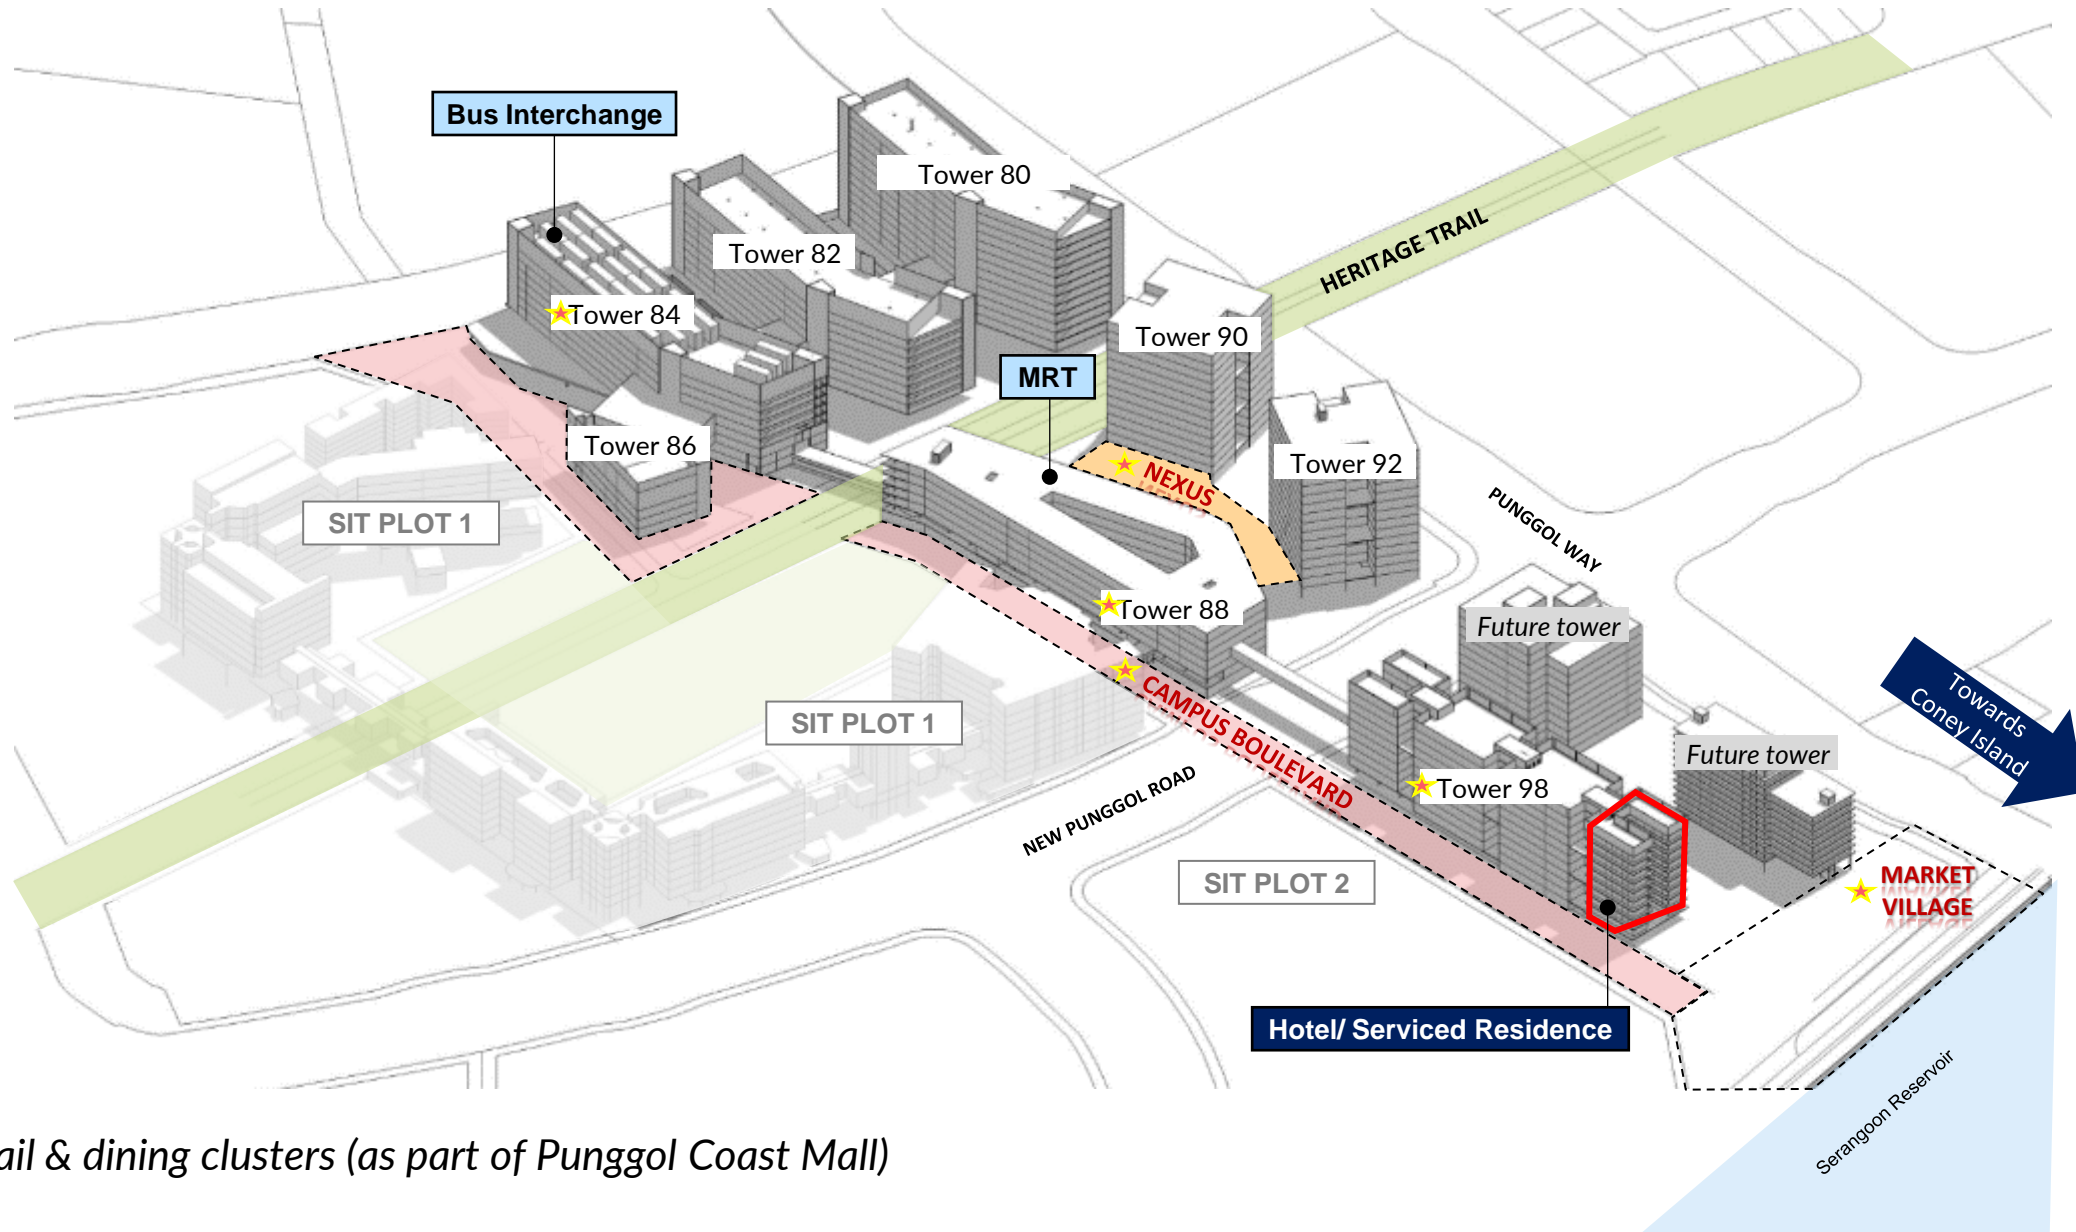 Bus Interchange
Tower 80
Tower 82
HERITAGE TRAIL
Tower 84
Tower 90
MRT
Tower 86
Tower 92
NEXUS
PUNGGOL WAY
SIT PLOT 1
Tower 88
Future tower
CAMPUS BOULEVARD
SIT PLOT 1
Towards
Coney Island
Future tower
Tower 98
NEW PUNGGOL ROAD
SIT PLOT 2
MARKET
VILLAGE
Hotel/ Serviced Residence
Serangoon Reservoir
ail & dining clusters (as part of Punggol Coast Mall)